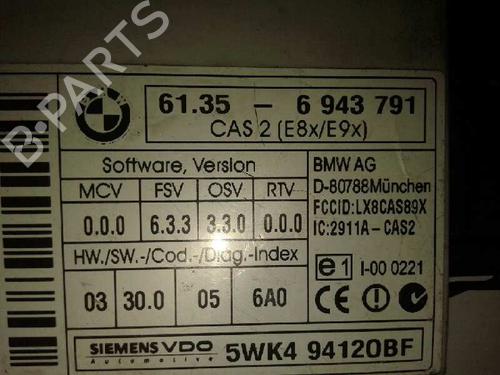 61.35 - 6 943 791
CAS 2 (E8x/E9x)
Software, Version
MCV FSV OSV RTV
0.0.0 6.3.3 3.3.0 0.0.0
HW./SW.-/Cod.-/Diag.-Index
03 30.0 05 6A0
BMW AG
D-80788München
FCCID:LX8CAS89X
IC:2911A-CAS2
e1 I-00 0221
CE
SIEMENS VDO
Automotive
5WK4 94120BF
B-PARTS